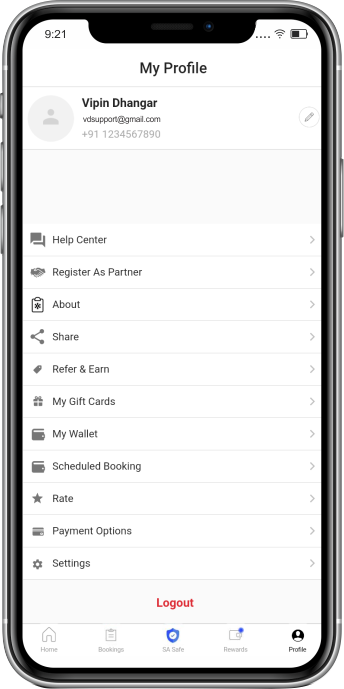 9:21
My Profile
Vipin Dhangar
vdsupport@gmail.com
+91 1234567890
Help Center
Register As Partner
About
Share
Refer & Earn
My Gift Cards
My Wallet
Scheduled Booking
Rate
Payment Options
Settings
Logout
Home Bookings SA Safe Rewards Profile